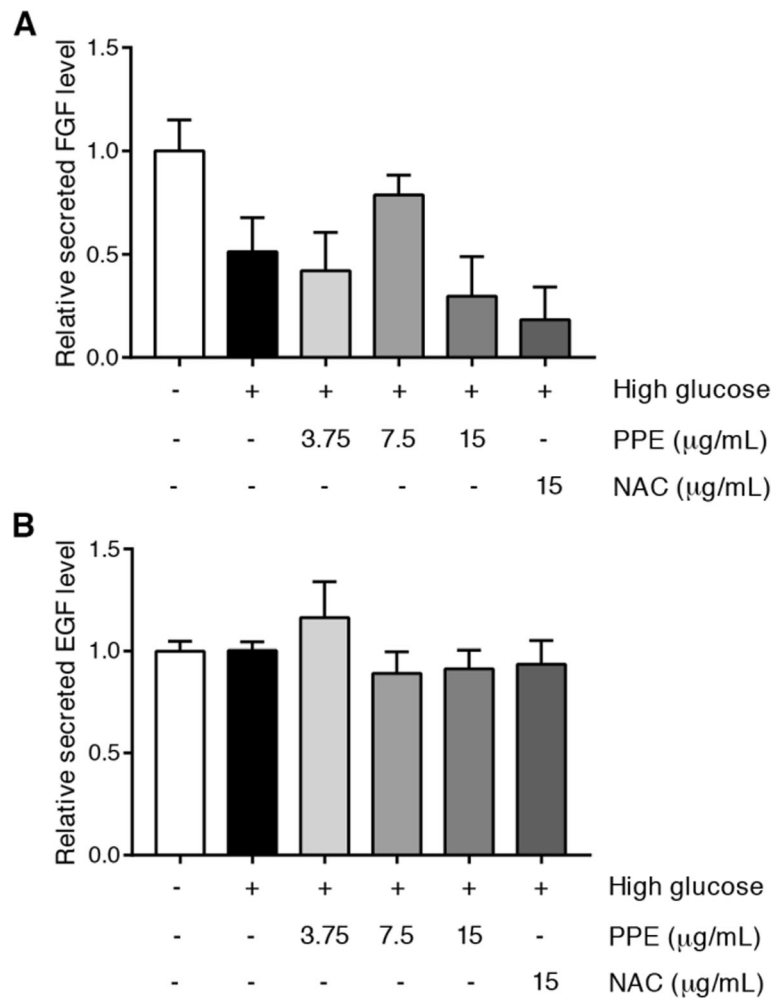 A
Relative secreted FGF level
1.5
1.0
0.5
0.0
- + + + + + High glucose
- - 3.75 7.5 15 - PPE (μg/mL)
- - - - - 15 NAC (μg/mL)
B
Relative secreted EGF level
1.5
1.0
0.5
0.0
- + + + + + High glucose
- - 3.75 7.5 15 - PPE (μg/mL)
- - - - - 15 NAC (μg/mL)